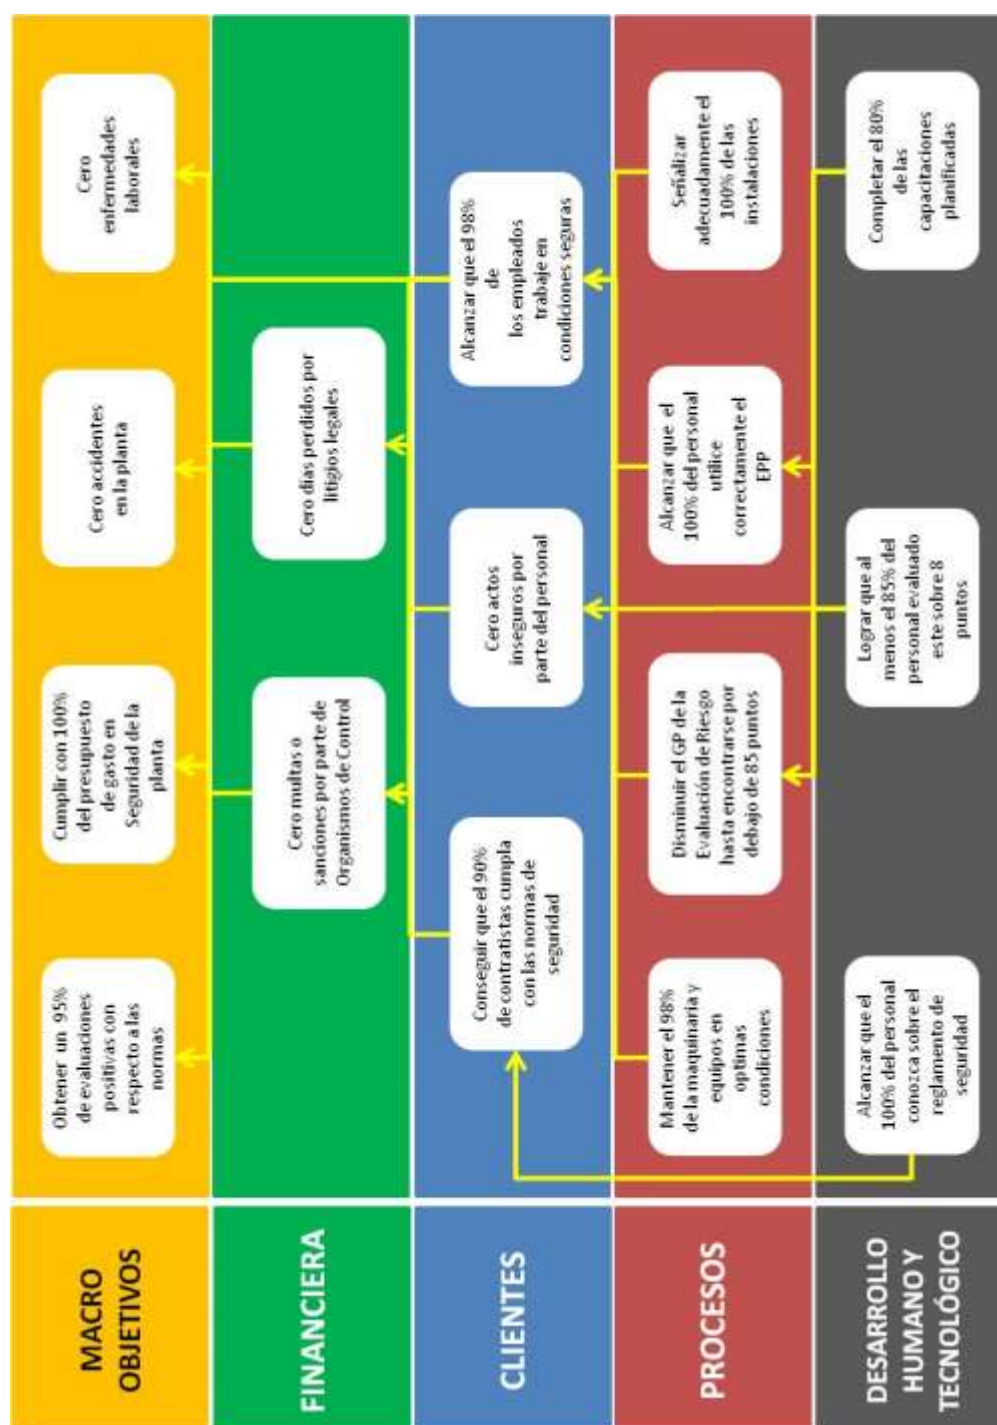 MACRO
OBJETIVOS
Obtener un 95%
de evaluaciones
positivas con
respecto a las
normas
Cumplir con 100%
del presupuesto
de gasto en
Seguridad de la
planta
Cero accidentes
en la planta
Cero
enfermedades
laborales
FINANCIERA
Cero multas o
sanciones por parte de
Organismos de Control
Cero días perdidos por
litigios legales
CLIENTES
Conseguir que el 90%
de contratistas cumpla
con las normas de
seguridad
Cero actos
inseguros por
parte del personal
Alcanzar que el 98%
de
los empleados
trabaje en
condiciones seguras
PROCESOS
Mantener el 98%
de la maquinaria y
equipos en
optimas
condiciones
Disminuir el GP de la
Evaluación de Riesgo
hasta encontrarse por
debajo de 85 puntos
Alcanzar que el
100% del personal
utilice
correctamente el
EPP
Señalizar
adecuadamente el
100% de las
instalaciones
DESARROLLO
HUMANO Y
TECNOLÓGICO
Alcanzar que el
100% del personal
conozca sobre el
reglamento de
seguridad
Lograr que al
menos el 85% del
personal evaluado
este sobre 8
puntos
Completar el 80%
de las
capacitaciones
planificadas